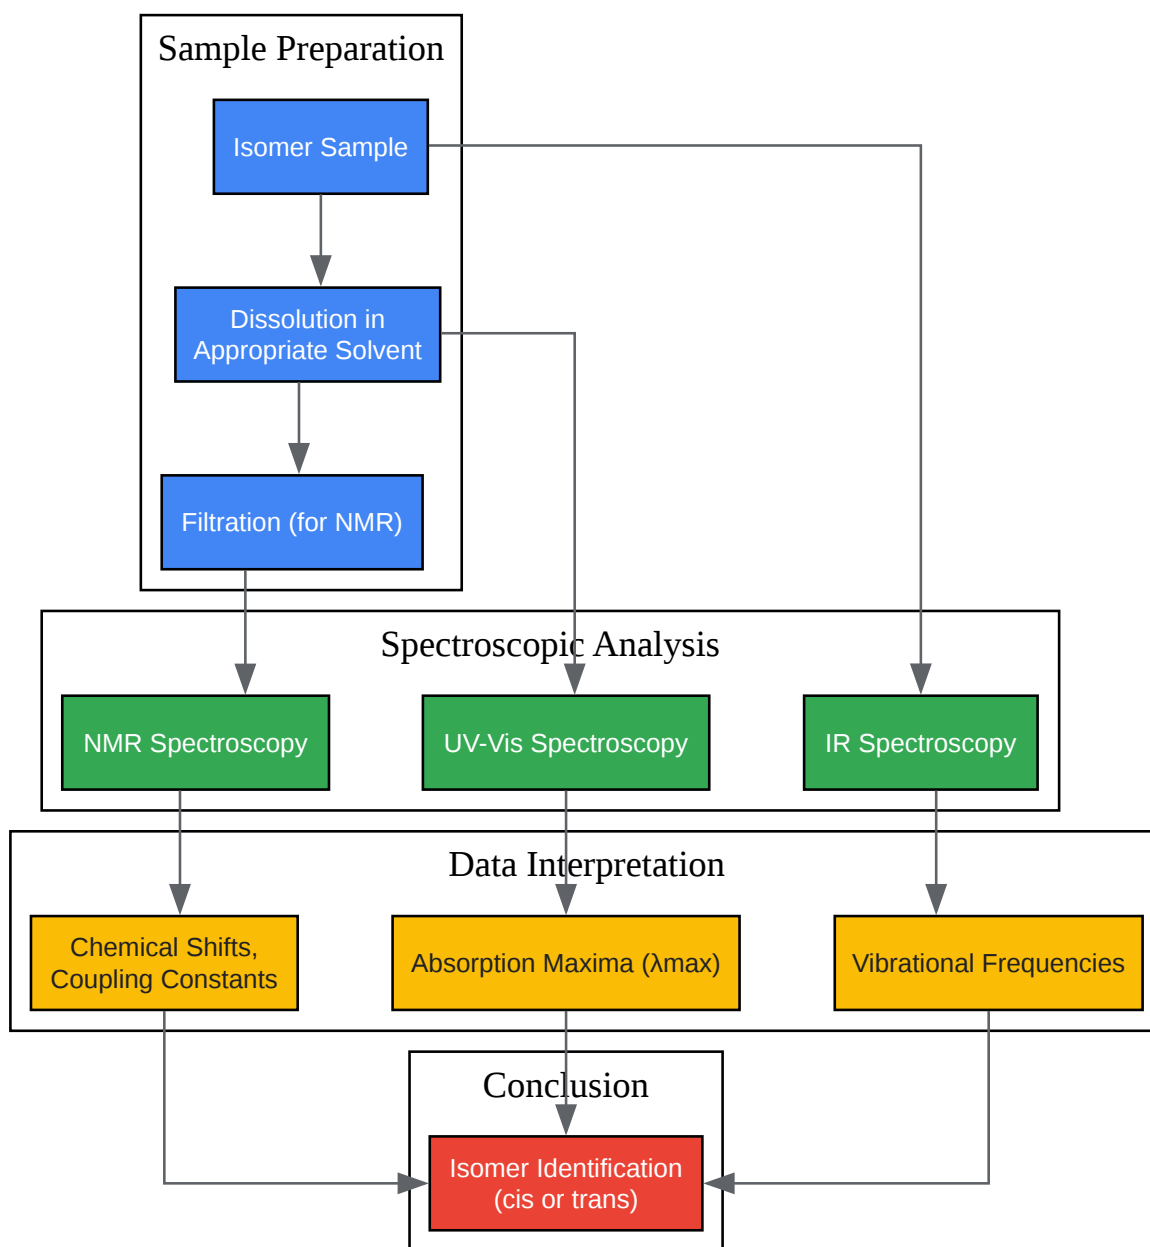 Sample Preparation
Isomer Sample
Dissolution in
Appropriate Solvent
Filtration (for NMR)
Spectroscopic Analysis
NMR Spectroscopy
UV-Vis Spectroscopy
IR Spectroscopy
Data Interpretation
Chemical Shifts,
Coupling Constants
Absorption Maxima (λmax)
Vibrational Frequencies
Conclusion
Isomer Identification
(cis or trans)